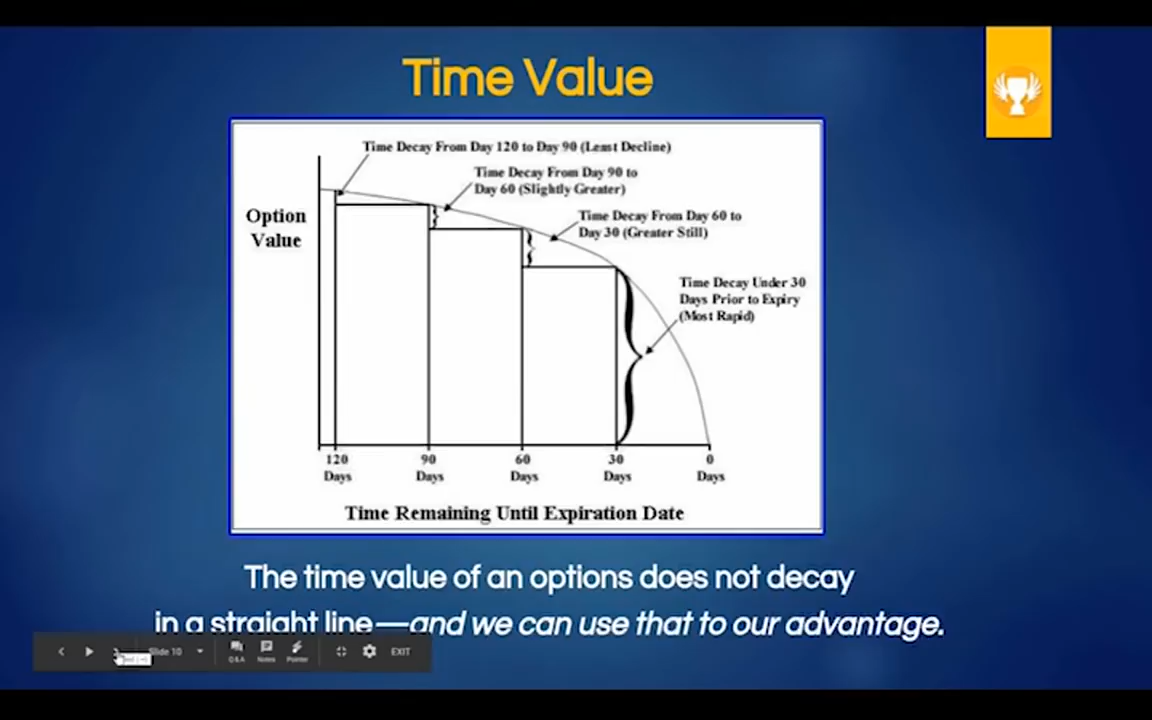 Time Value
Time Decay From Day 120 to Day 90 (Least Decline)
Time Decay From Day 90 to
Day 60 (Slightly Greater)
Time Decay From Day 60 to
Day 30 (Greater Still)
Option
Value
Time Decay Under 30
Days Prior to Expiry
(Most Rapid)
120 90 60 30 0
Days Days Days Days Days
Time Remaining Until Expiration Date
The time value of an options does not decay
in a straight line—and we can use that to our advantage.
Slide 10
Q&A Notes Pointer
EXIT